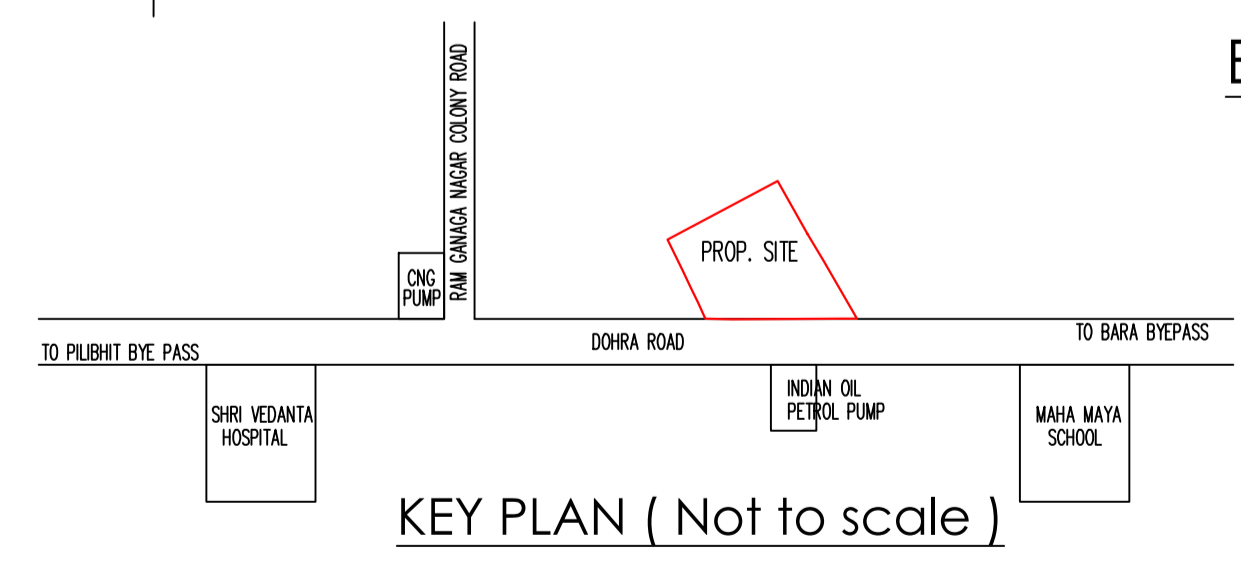 RAM GANAGA NAGAR COLONY ROAD
PROP. SITE
CNG
PUMP
DOHRA ROAD
TO BARA BYEPASS
TO PILIBHIT BYE PASS
SHRI VEDANTA
HOSPITAL
INDIAN OIL
PETROL PUMP
MAHA MAYA
SCHOOL
KEY PLAN ( Not to scale )